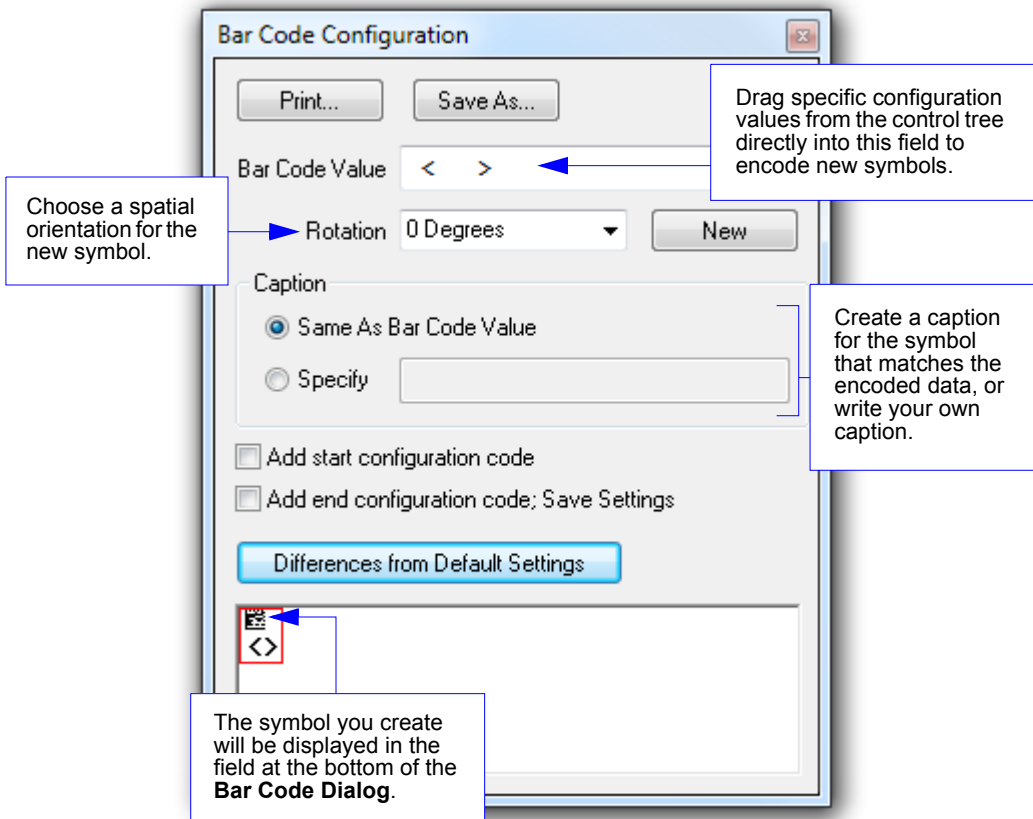 Bar Code Configuration
Print...
Save As...
Drag specific configuration
values from the control tree
directly into this field to
encode new symbols.
Bar Code Value
< >
Choose a spatial
orientation for the
new symbol.
Rotation
0 Degrees
New
Caption
Same As Bar Code Value
Specify
Create a caption
for the symbol
that matches the
encoded data, or
write your own
caption.
Add start configuration code
Add end configuration code; Save Settings
Differences from Default Settings
<>
The symbol you create
will be displayed in the
field at the bottom of the
Bar Code Dialog.